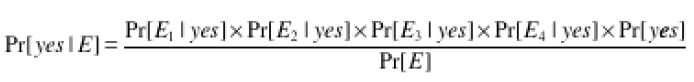 Pr[yes | E] = Pr[E₁ | yes] × Pr[E₂ | yes] × Pr[E₃ | yes] × Pr[E₄ | yes] × Pr[yes] / Pr[E]